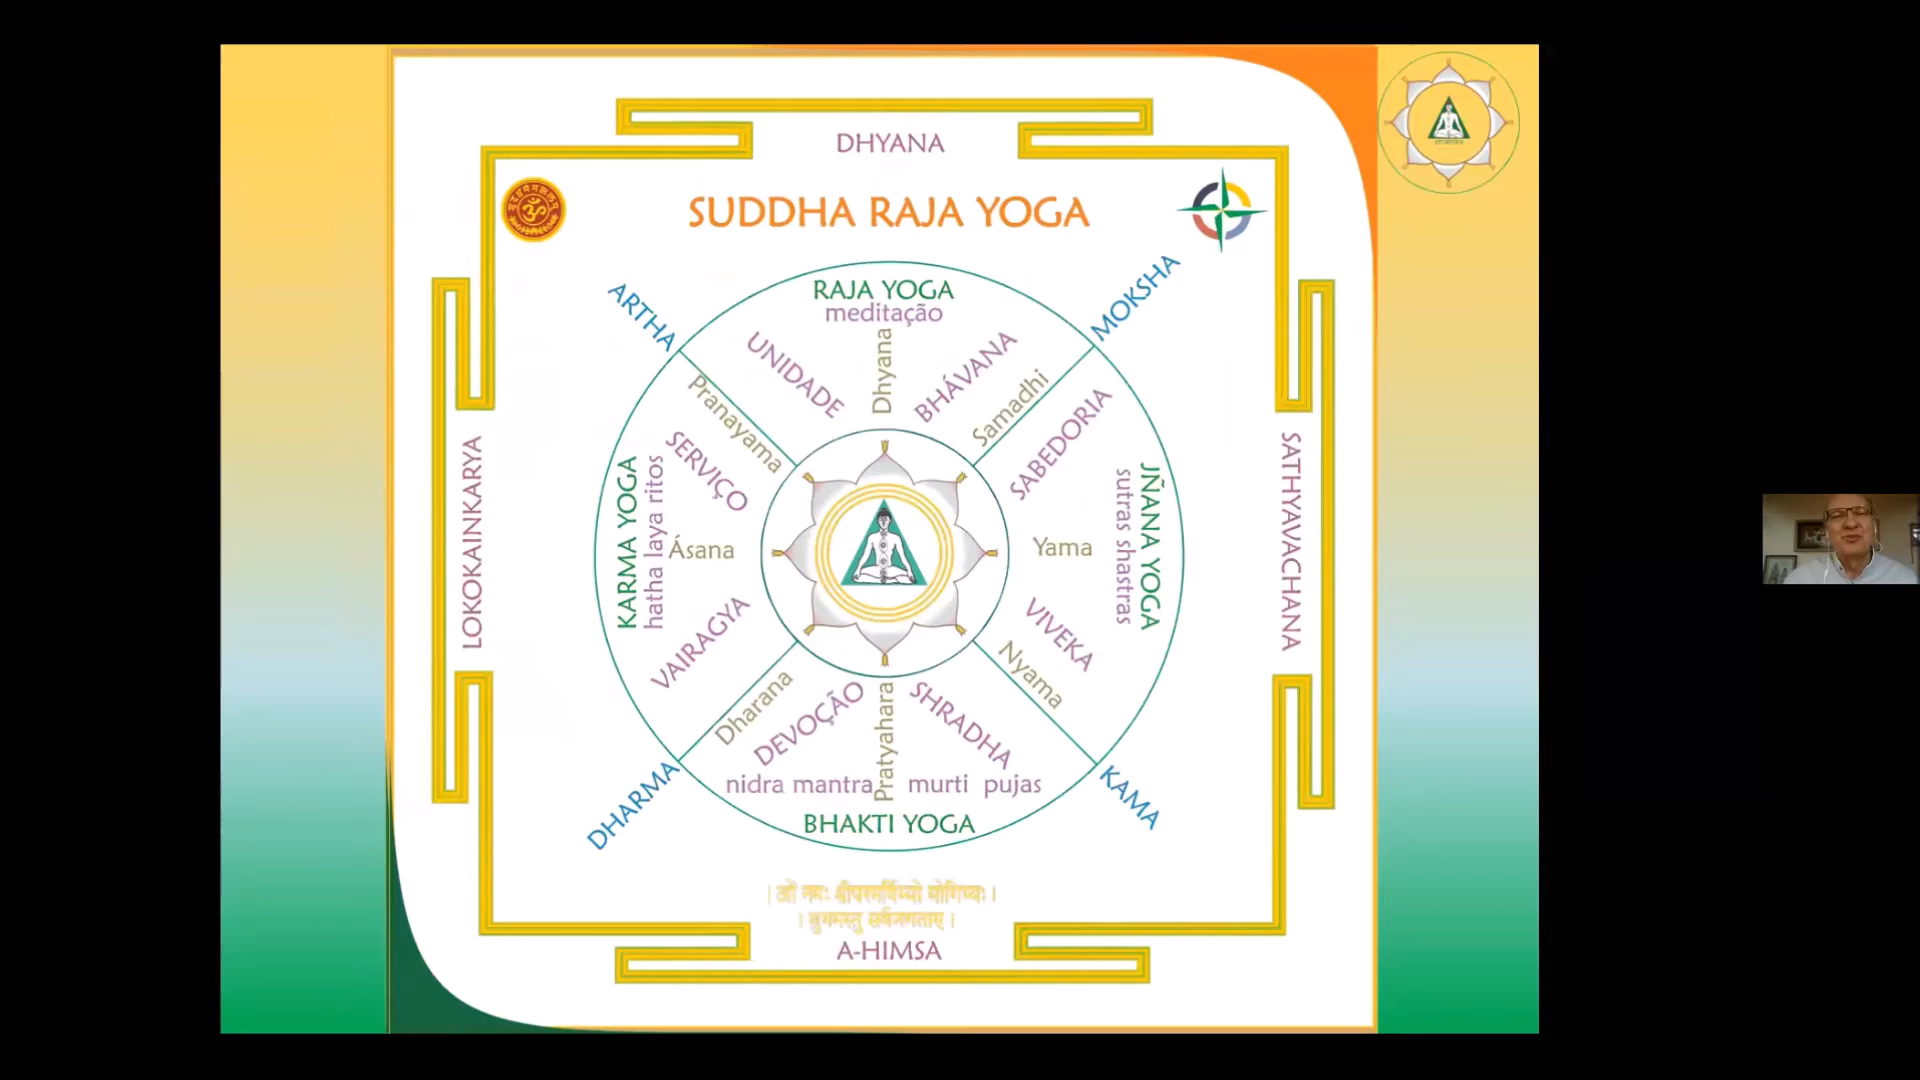 DHYANA
SUDDHA RAJA YOGA
ARTHA
MOKSHA
RAJA YOGA
meditação
UNIDADE
Dhyana
BHÁVANA
Samadhi
Pranayama
SERVIÇO
SABEDORIA
LOKOKAINKARYA
KARMA YOGA
hatha laya ritos
Ásana
Yama
sutras shastras
JÑANA YOGA
SATHYAVACHANA
VAIRAGYA
VIVEKA
Dharana
DEVOÇÃO
Pratyahara
SHRADHA
Nyama
nidra mantra
murti pujas
BHAKTI YOGA
DHARMA
KAMA
A-HIMSA